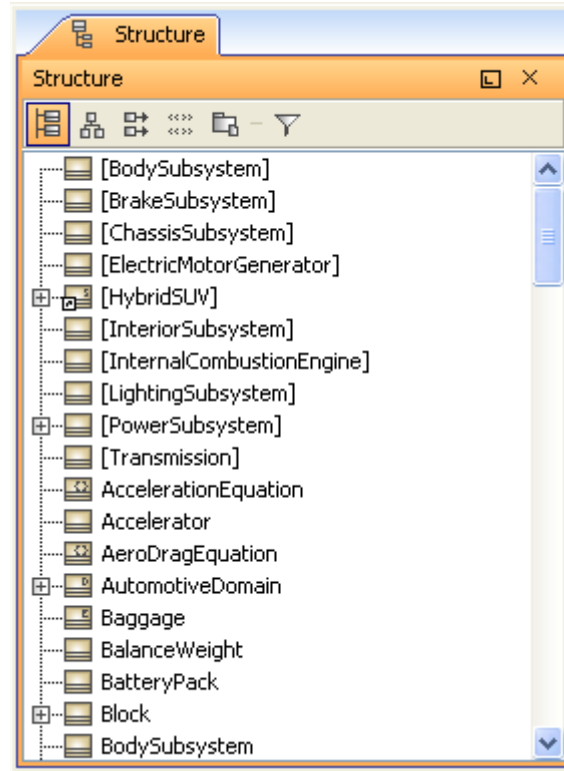 Structure
Structure
[BodySubsystem]
[BrakeSubsystem]
[ChassisSubsystem]
[ElectricMotorGenerator]
[HybridSUV]
[InteriorSubsystem]
[InternalCombustionEngine]
[LightingSubsystem]
[PowerSubsystem]
[Transmission]
AccelerationEquation
Accelerator
AeroDragEquation
AutomotiveDomain
Baggage
BalanceWeight
BatteryPack
Block
BodySubsystem